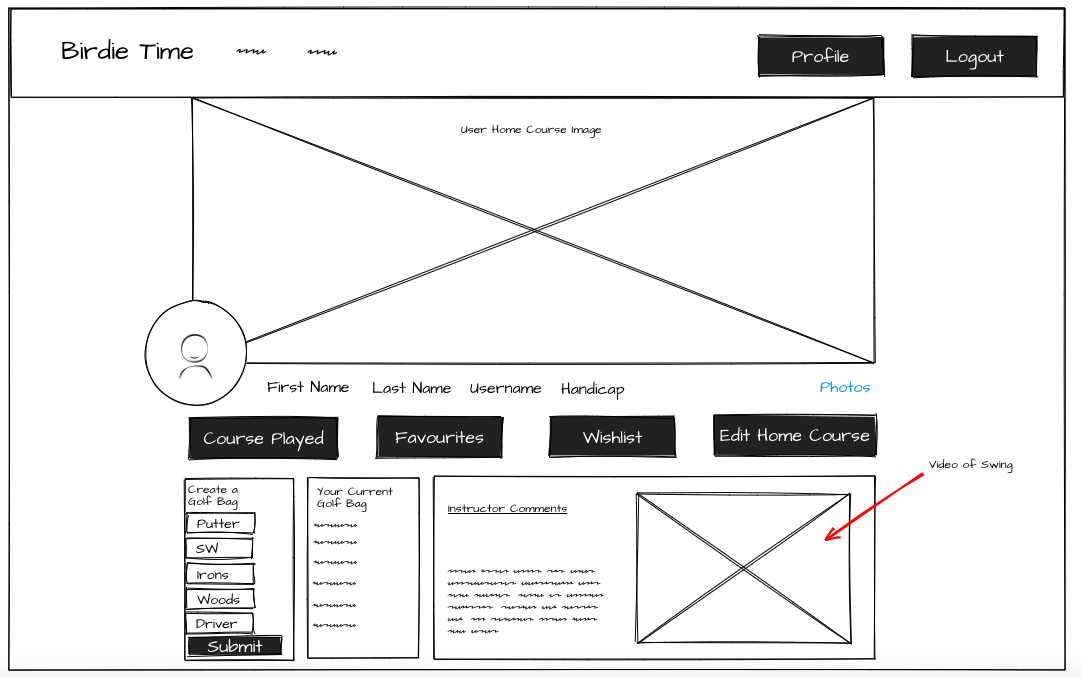 Birdie Time
Profile
Logout
User Home Course Image
First Name
Last Name
Username
Handicap
Photos
Course Played
Favourites
Wishlist
Edit Home Course
Video of Swing
Create a
Golf Bag
Putter
SW
Irons
Woods
Driver
Submit
Your Current
Golf Bag
Instructor Comments